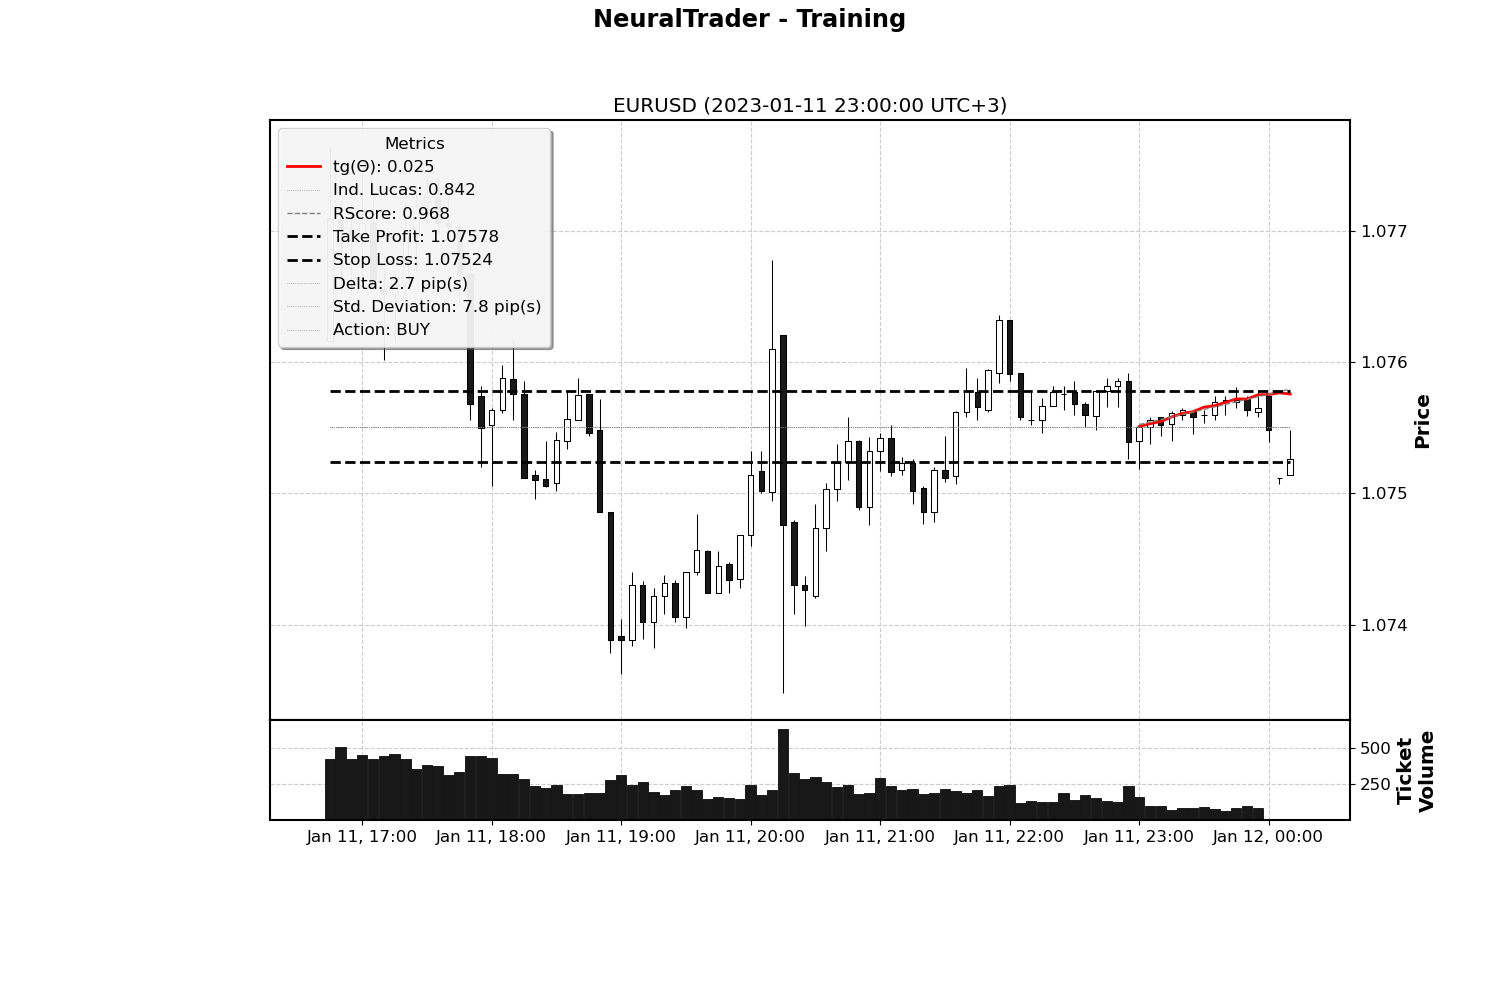 NeuralTrader - Training
EURUSD (2023-01-11 23:00:00 UTC+3)
Metrics
tg(Θ): 0.025
Ind. Lucas: 0.842
RScore: 0.968
Take Profit: 1.07578
Stop Loss: 1.07524
Delta: 2.7 pip(s)
Std. Deviation: 7.8 pip(s)
Action: BUY
1.077
1.076
1.075
1.074
Price
500
250
Ticket
Volume
Jan 11, 17:00 Jan 11, 18:00 Jan 11, 19:00 Jan 11, 20:00 Jan 11, 21:00 Jan 11, 22:00 Jan 11, 23:00 Jan 12, 00:00